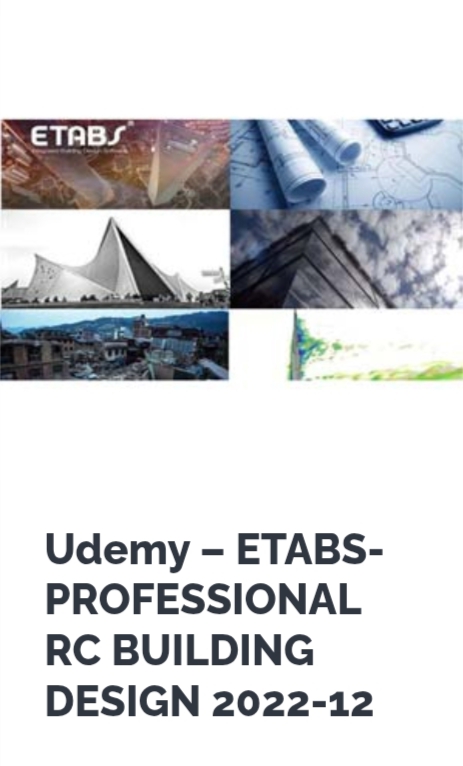 ETABS
Udemy – ETABS-
PROFESSIONAL
RC BUILDING
DESIGN 2022-12